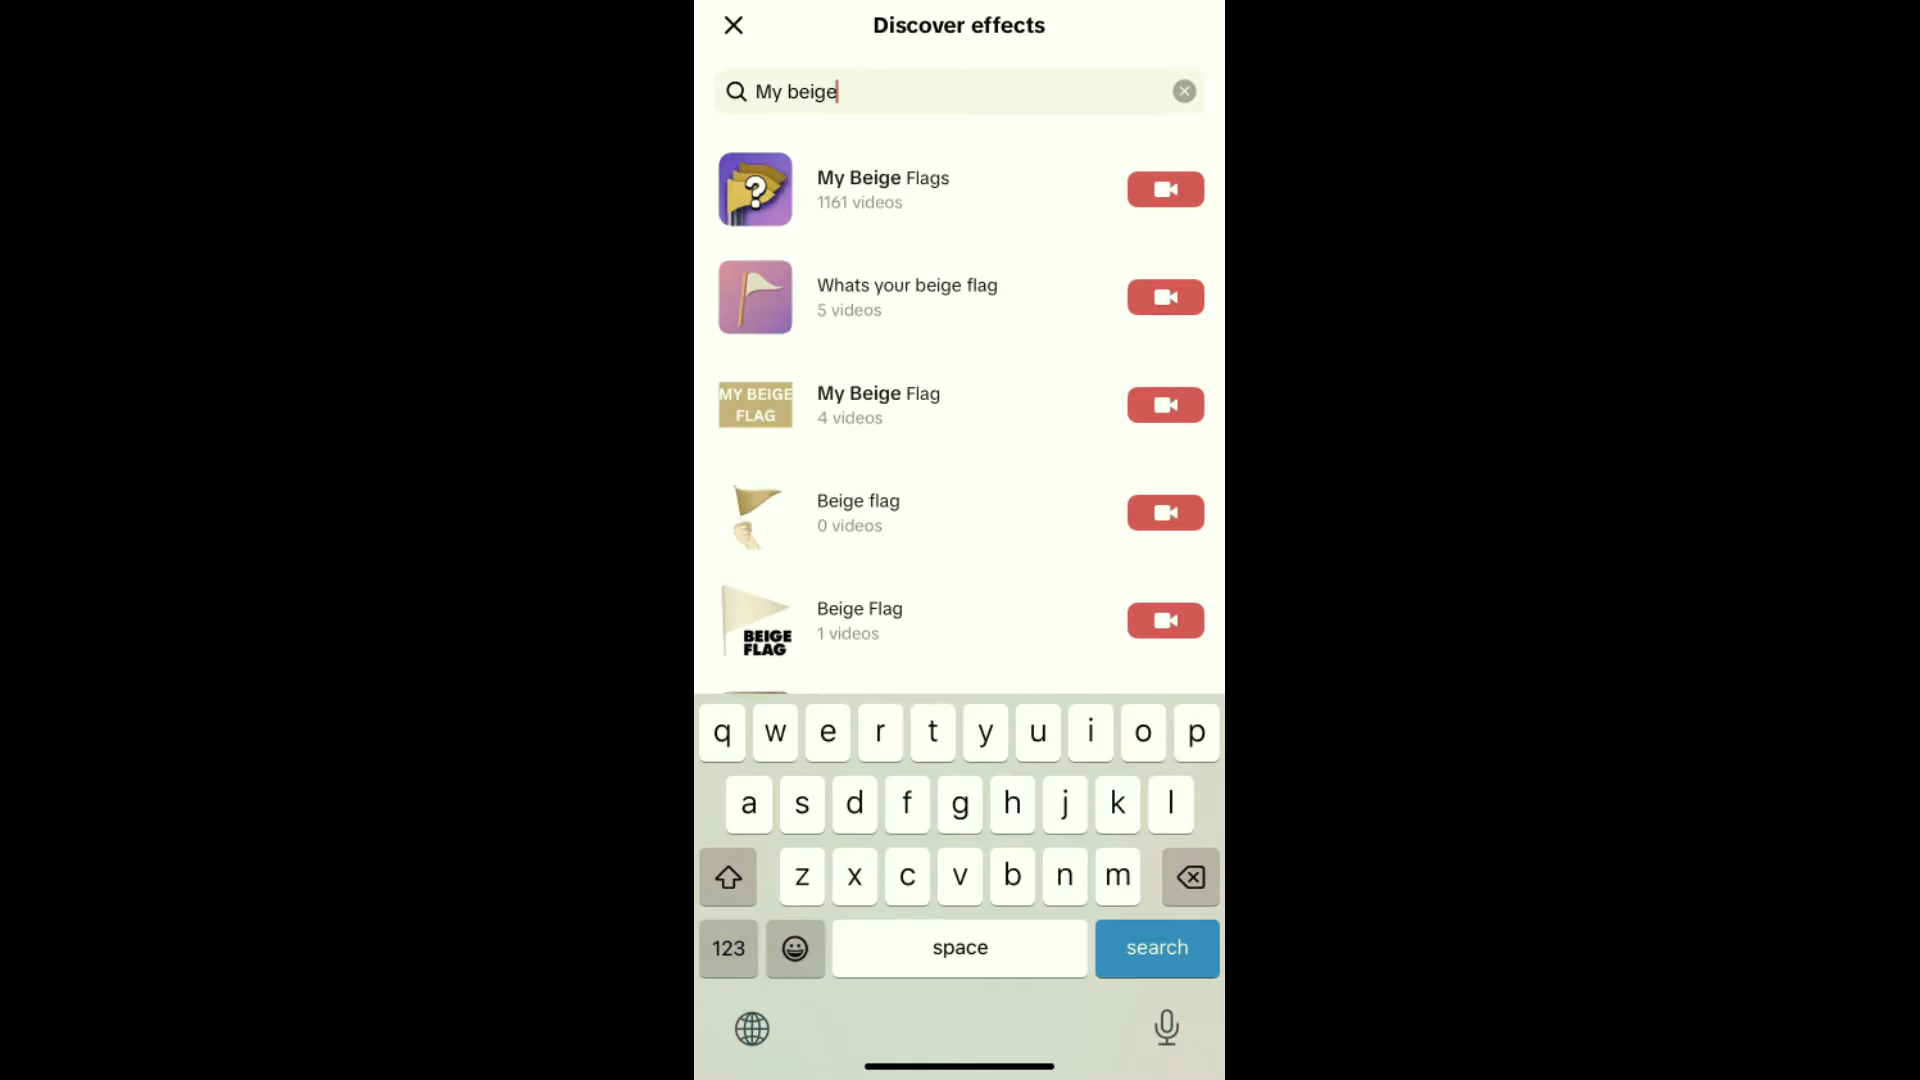 Discover effects
My beige
?
My Beige Flags
1161 videos
Whats your beige flag
5 videos
MY BEIGE
FLAG
My Beige Flag
4 videos
Beige flag
0 videos
BEIGE
FLAG
Beige Flag
1 videos
q w e r t y u i o p
a s d f g h j k l
z x c v b n m
123 space search